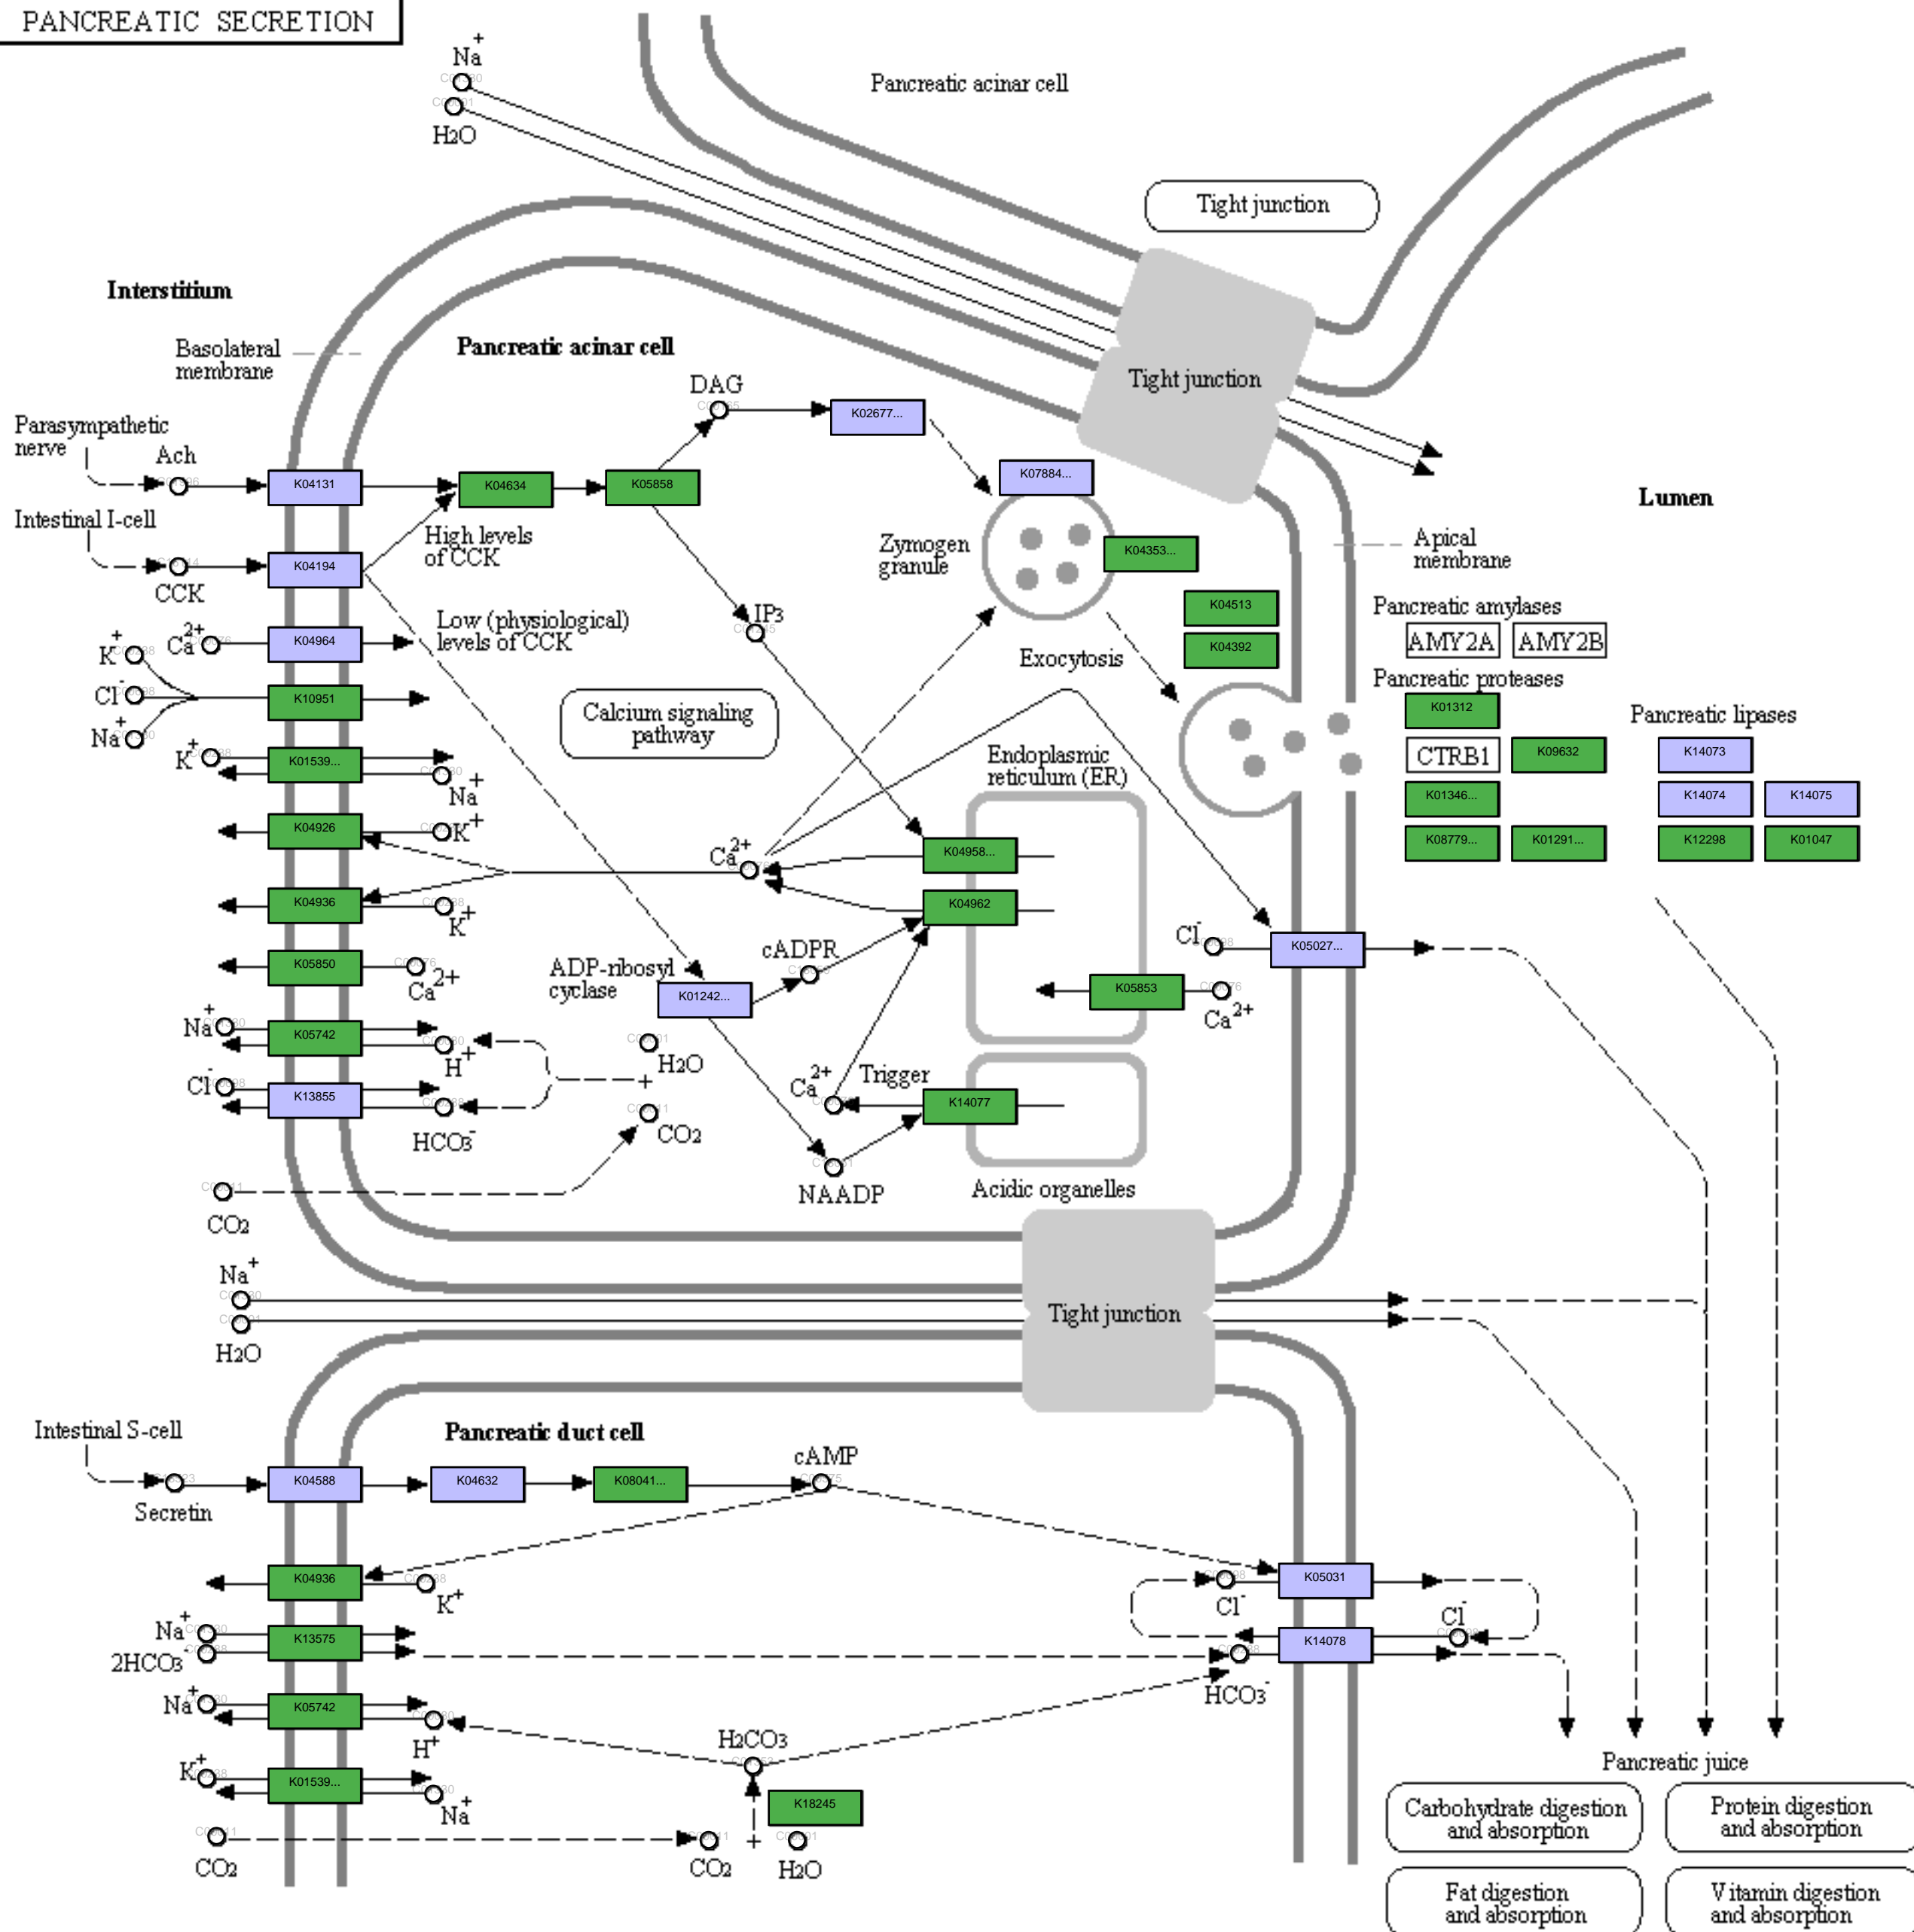 PANCREATIC SECRETION
Na+
H2O
Pancreatic acinar cell
Tight junction
Interstitium
Basolateral
membrane
Pancreatic acinar cell
Tight junction
DAG
K02677...
Parasympathetic
nerve
Ach
K04131
K04634
K05858
K07884...
Lumen
Intestinal I-cell
High levels
of CCK
Zymogen
granule
K04353...
Apical
membrane
CCK
K04194
Low (physiological)
levels of CCK
IP3
K04513
K04392
Exocytosis
Pancreatic amylases
AMY2A
AMY2B
Pancreatic proteases
K01312
CTRB1
K09632
K01346...
K08779...
K01291...
Pancreatic lipases
K14073
K14074
K14075
K12298
K01047
Ca2+
K04964
K+
Cl-
Na+
K10951
Calcium signaling
pathway
K+
K01539...
Na+
Endoplasmic
reticulum (ER)
K04926
K+
Ca2+
K04958...
K04936
K+
K04962
K05850
Ca2+
ADP-ribosyl
cyclase
cADPR
K01242...
Cl-
K05027...
K05853
Ca2+
Na+
K05742
H+
H2O
+
Cl-
K13855
HCO3-
CO2
Ca2+
Trigger
K14077
NAADP
Acidic organelles
CO2
Na+
H2O
Tight junction
Intestinal S-cell
Pancreatic duct cell
Secretin
K04588
K04632
K08041...
cAMP
K04936
K+
K05031
Cl-
Cl-
Na+
2HCO3-
K13575
K14078
HCO3-
Na+
K05742
H+
H2CO3
K+
K01539...
Na+
K18245
CO2
CO2
+
H2O
Pancreatic juice
Carbohydrate digestion
and absorption
Protein digestion
and absorption
Fat digestion
and absorption
Vitamin digestion
and absorption